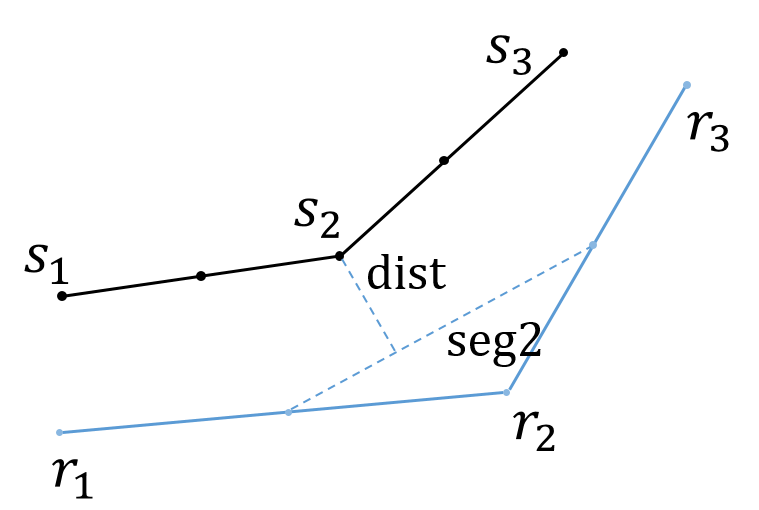 s₃
r₃
s₂
s₁
dist
seg2
r₂
r₁